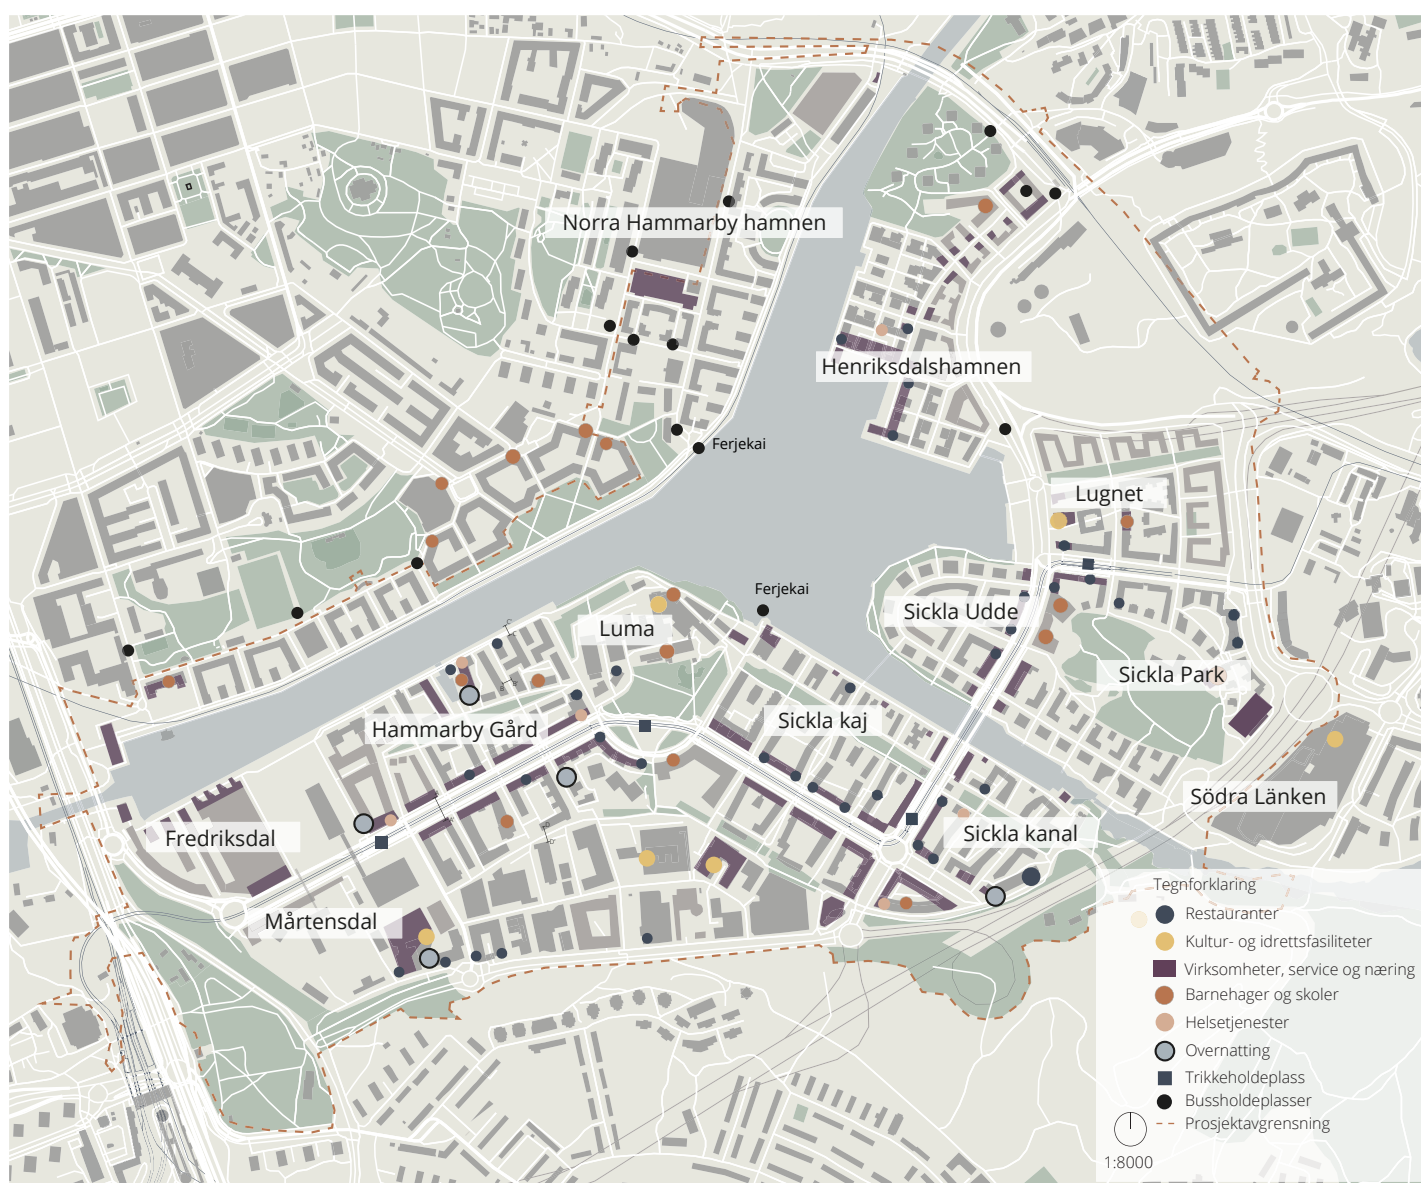 Norra Hammarby hamnen
Henriksdalshamnen
Ferjekai
Lugnet
Ferjekai
Sickla Udde
Luma
Sickla Park
Sickla kaj
Hammarby Gård
Södra Länken
Sickla kanal
Fredriksdal
Mårtensdal
Tegnforklaring
Restauranter
Kultur- og idrettsfasiliteter
Virksomheter, service og næring
Barnehager og skoler
Helsetjenester
Overnatting
Trikkeholdeplass
Bussholdeplasser
Prosjektavgrensning
1:8000